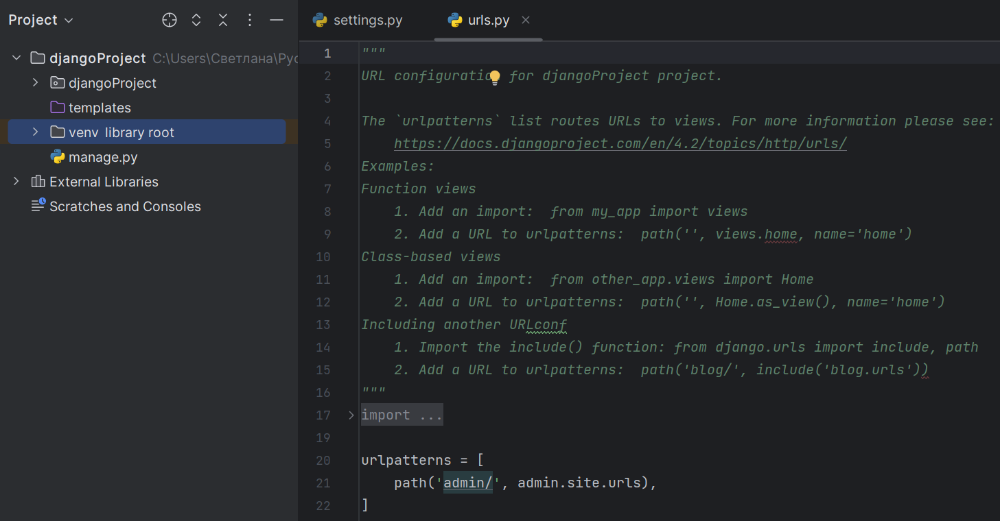 Project
djangoProject C:\Users\Светлана\Рус
djangoProject
templates
venv library root
manage.py
External Libraries
Scratches and Consoles
settings.py
urls.py
1 """
2 URL configuration for djangoProject project.
3
4 The `urlpatterns` list routes URLs to views. For more information please see:
5 https://docs.djangoproject.com/en/4.2/topics/http/urls/
6 Examples:
7 Function views
8 1. Add an import:  from my_app import views
9 2. Add a URL to urlpatterns:  path('', views.home, name='home')
10 Class-based views
11 1. Add an import:  from other_app.views import Home
12 2. Add a URL to urlpatterns:  path('', Home.as_view(), name='home')
13 Including another URLconf
14 1. Import the include() function: from django.urls import include, path
15 2. Add a URL to urlpatterns:  path('blog/', include('blog.urls'))
16 """
17 import ...
19
20 urlpatterns = [
21 path('admin/', admin.site.urls),
22 ]